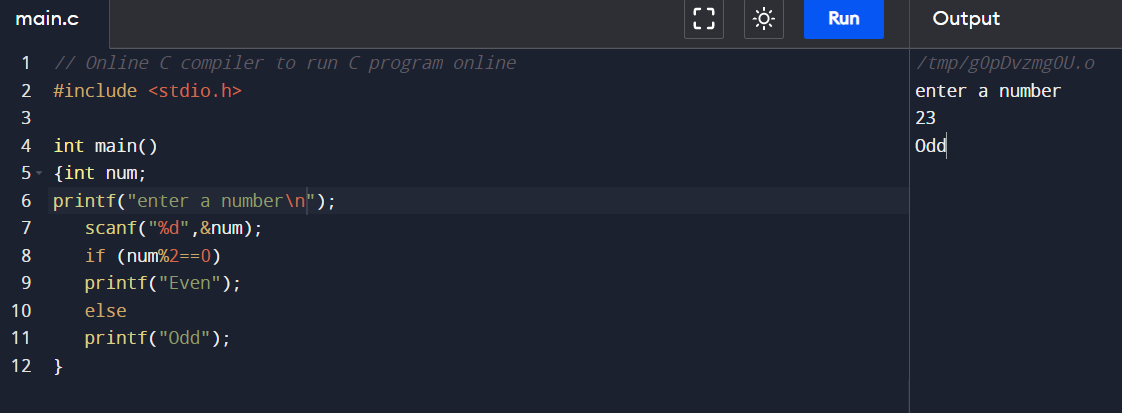 main.c
Run
Output
1 // Online C compiler to run C program online
2 #include <stdio.h>
3
4 int main()
5 {int num;
6 printf("enter a number\n");
7    scanf("%d",&num);
8    if (num%2==0)
9    printf("Even");
10    else
11    printf("Odd");
12 }
/tmp/g0pDvzmg0U.o
enter a number
23
Odd